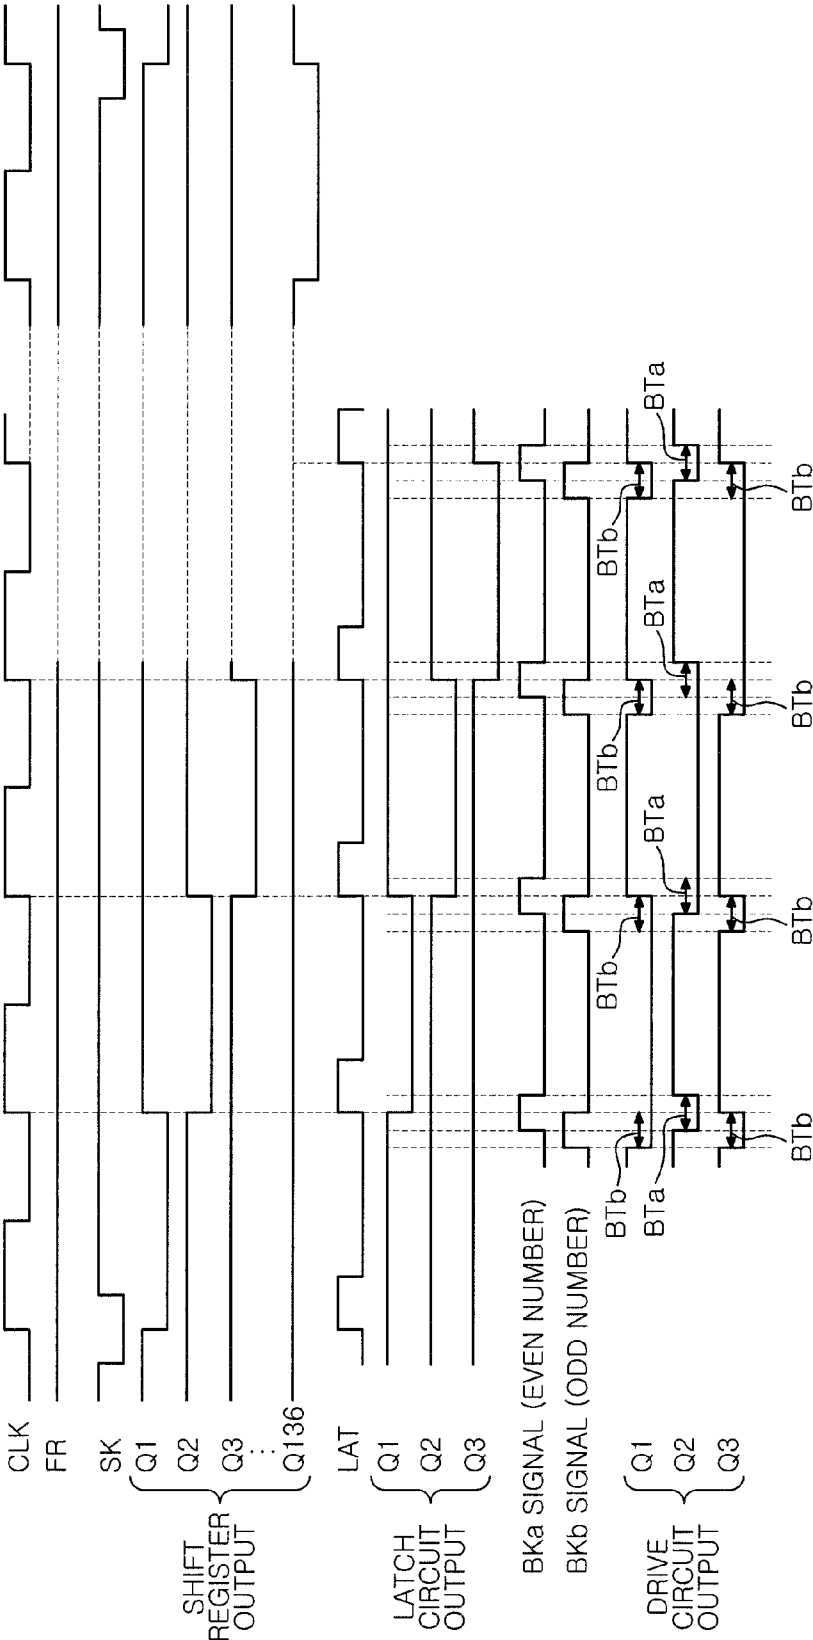 CLK
FR
SK
SHIFT
REGISTER
OUTPUT
Q1
Q2
Q3
⋮
Q136
LAT
LATCH
CIRCUIT
OUTPUT
Q1
Q2
Q3
BKa SIGNAL (EVEN NUMBER)
BKb SIGNAL (ODD NUMBER)
DRIVE
CIRCUIT
OUTPUT
Q1
Q2
Q3
BTb
BTb
BTb
BTb
BTa
BTa
BTa
BTa
BTb
BTb
BTb
BTb